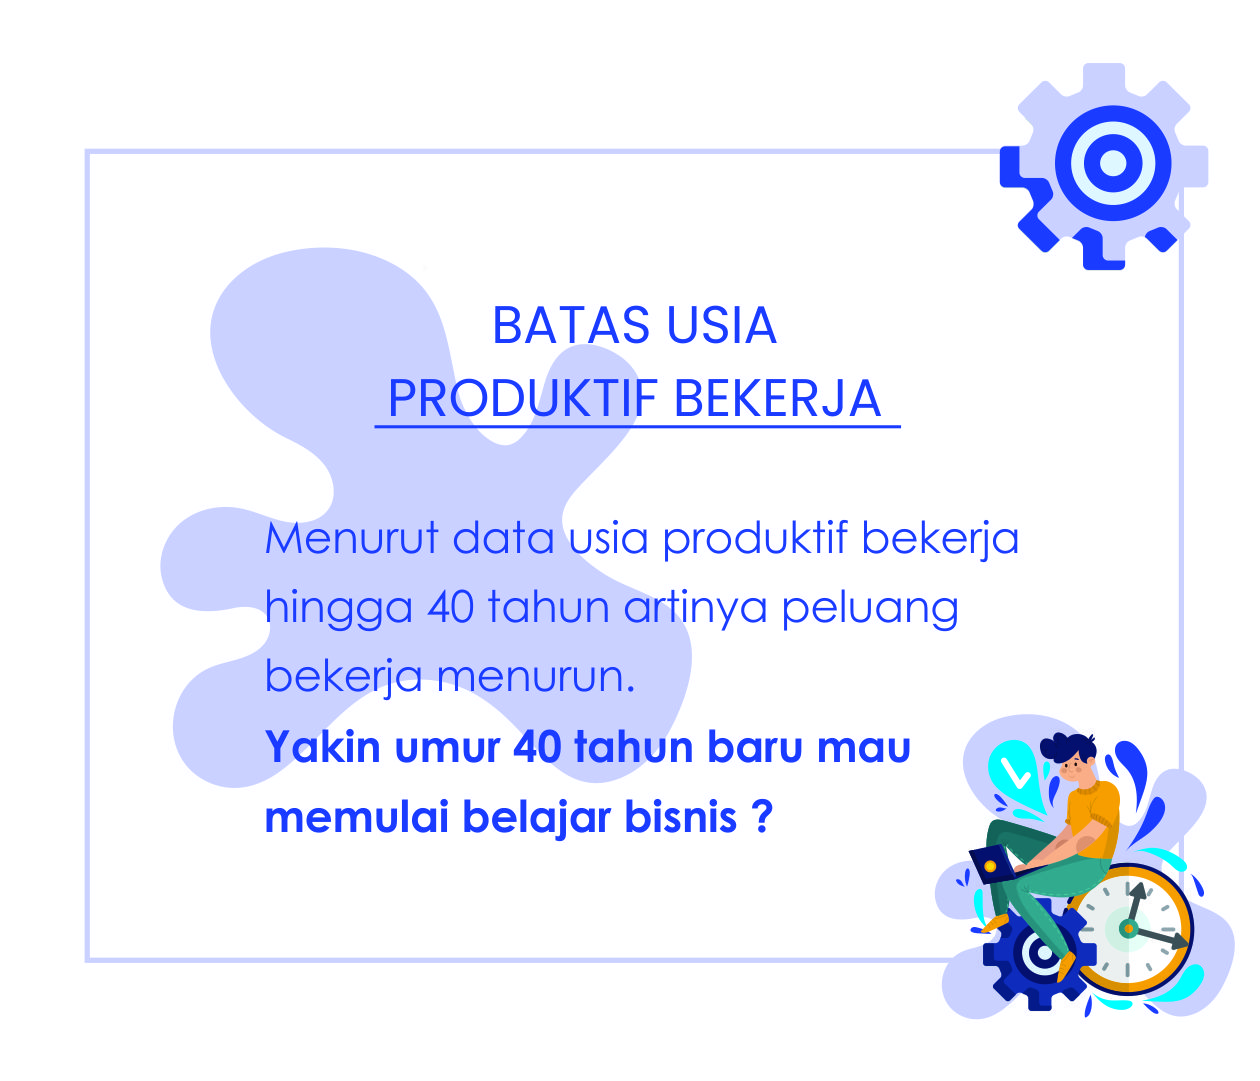 BATAS USIA
PRODUKTIF BEKERJA
Menurut data usia produktif bekerja
hingga 40 tahun artinya peluang
bekerja menurun.
Yakin umur 40 tahun baru mau
memulai belajar bisnis ?